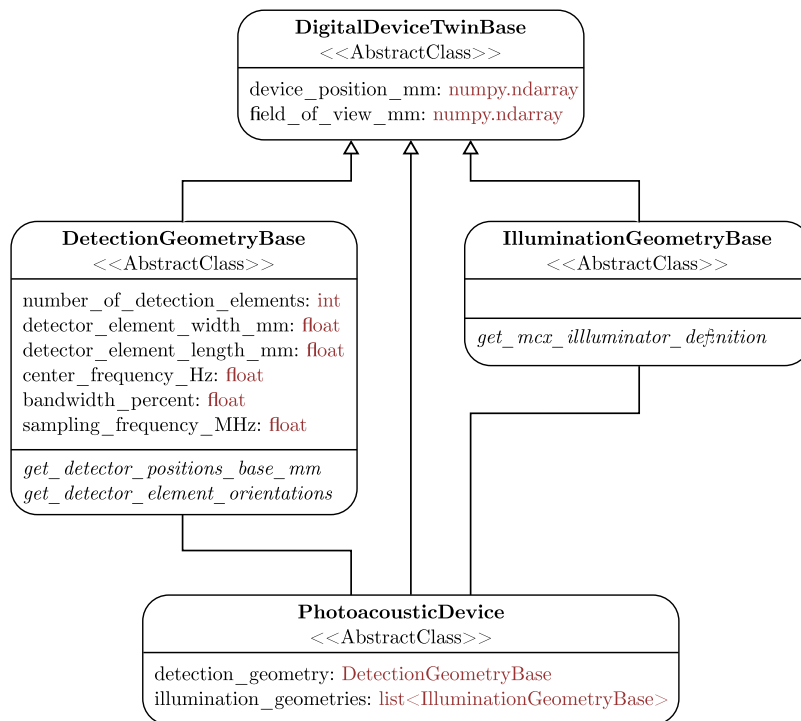 DigitalDeviceTwinBase
<<AbstractClass>>
device_position_mm: numpy.ndarray
field_of_view_mm: numpy.ndarray
DetectionGeometryBase
<<AbstractClass>>
number_of_detection_elements: int
detector_element_width_mm: float
detector_element_length_mm: float
center_frequency_Hz: float
bandwidth_percent: float
sampling_frequency_MHz: float
get_detector_positions_base_mm
get_detector_element_orientations
IlluminationGeometryBase
<<AbstractClass>>
get_mcx_illluminator_definition
PhotoacousticDevice
<<AbstractClass>>
detection_geometry: DetectionGeometryBase
illumination_geometries: list<IlluminationGeometryBase>